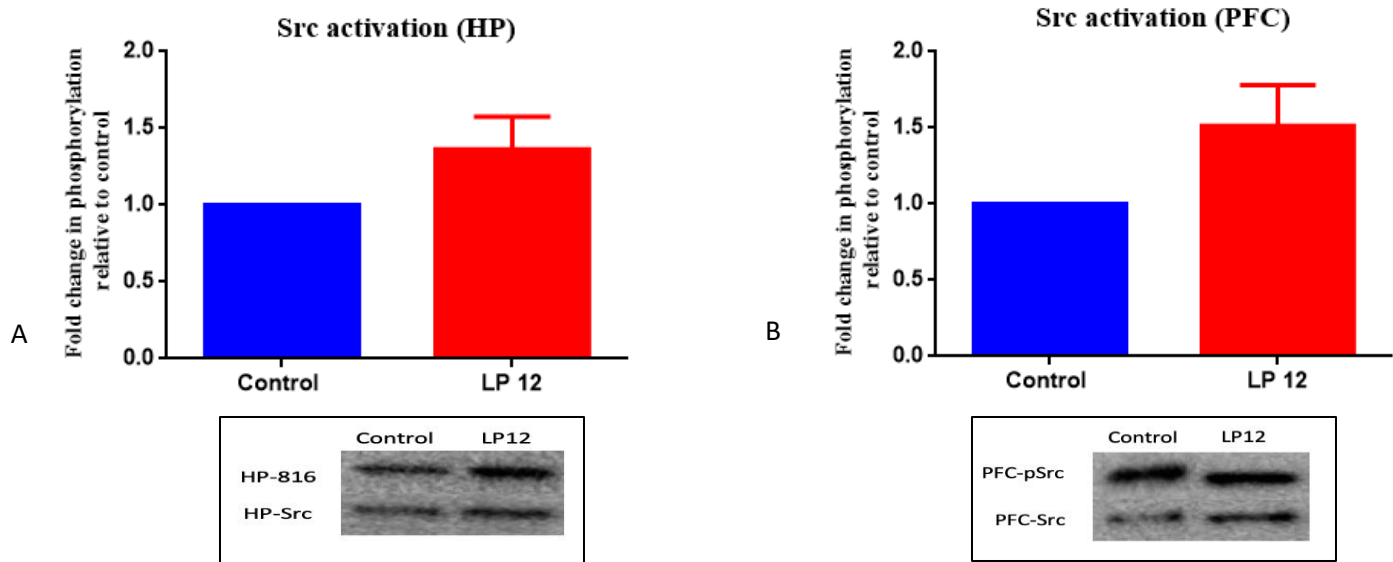 Src activation (HP)
Fold change in phosphorylation
relative to control
2.0
1.5
1.0
0.5
0.0
Control LP 12
A
Control LP12
HP-816
HP-Src
Src activation (PFC)
Fold change in phosphorylation
relative to control
2.0
1.5
1.0
0.5
0.0
Control LP 12
B
Control LP12
PFC-pSrc
PFC-Src